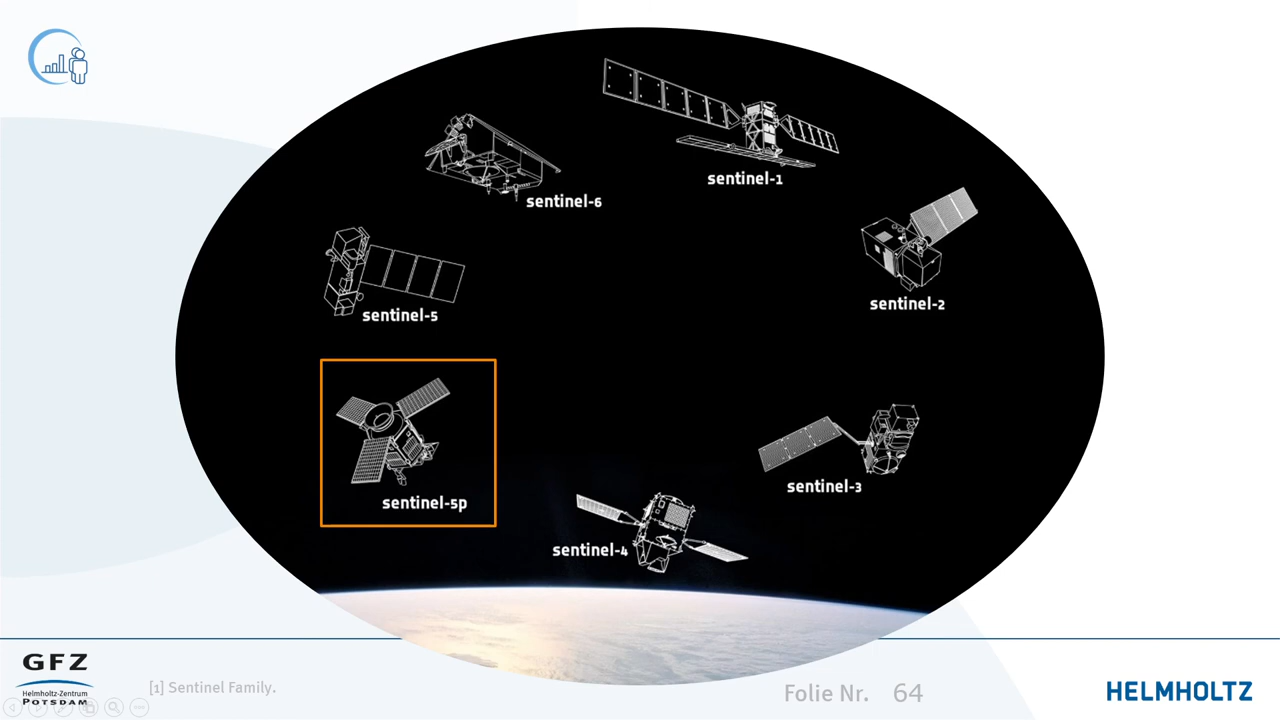 sentinel-1
sentinel-6
sentinel-2
sentinel-5
sentinel-5p
sentinel-3
sentinel-4
GFZ
Helmholtz-Zentrum
POTSDAM
[1] Sentinel Family.
Folie Nr. 64
HELMHOLTZ